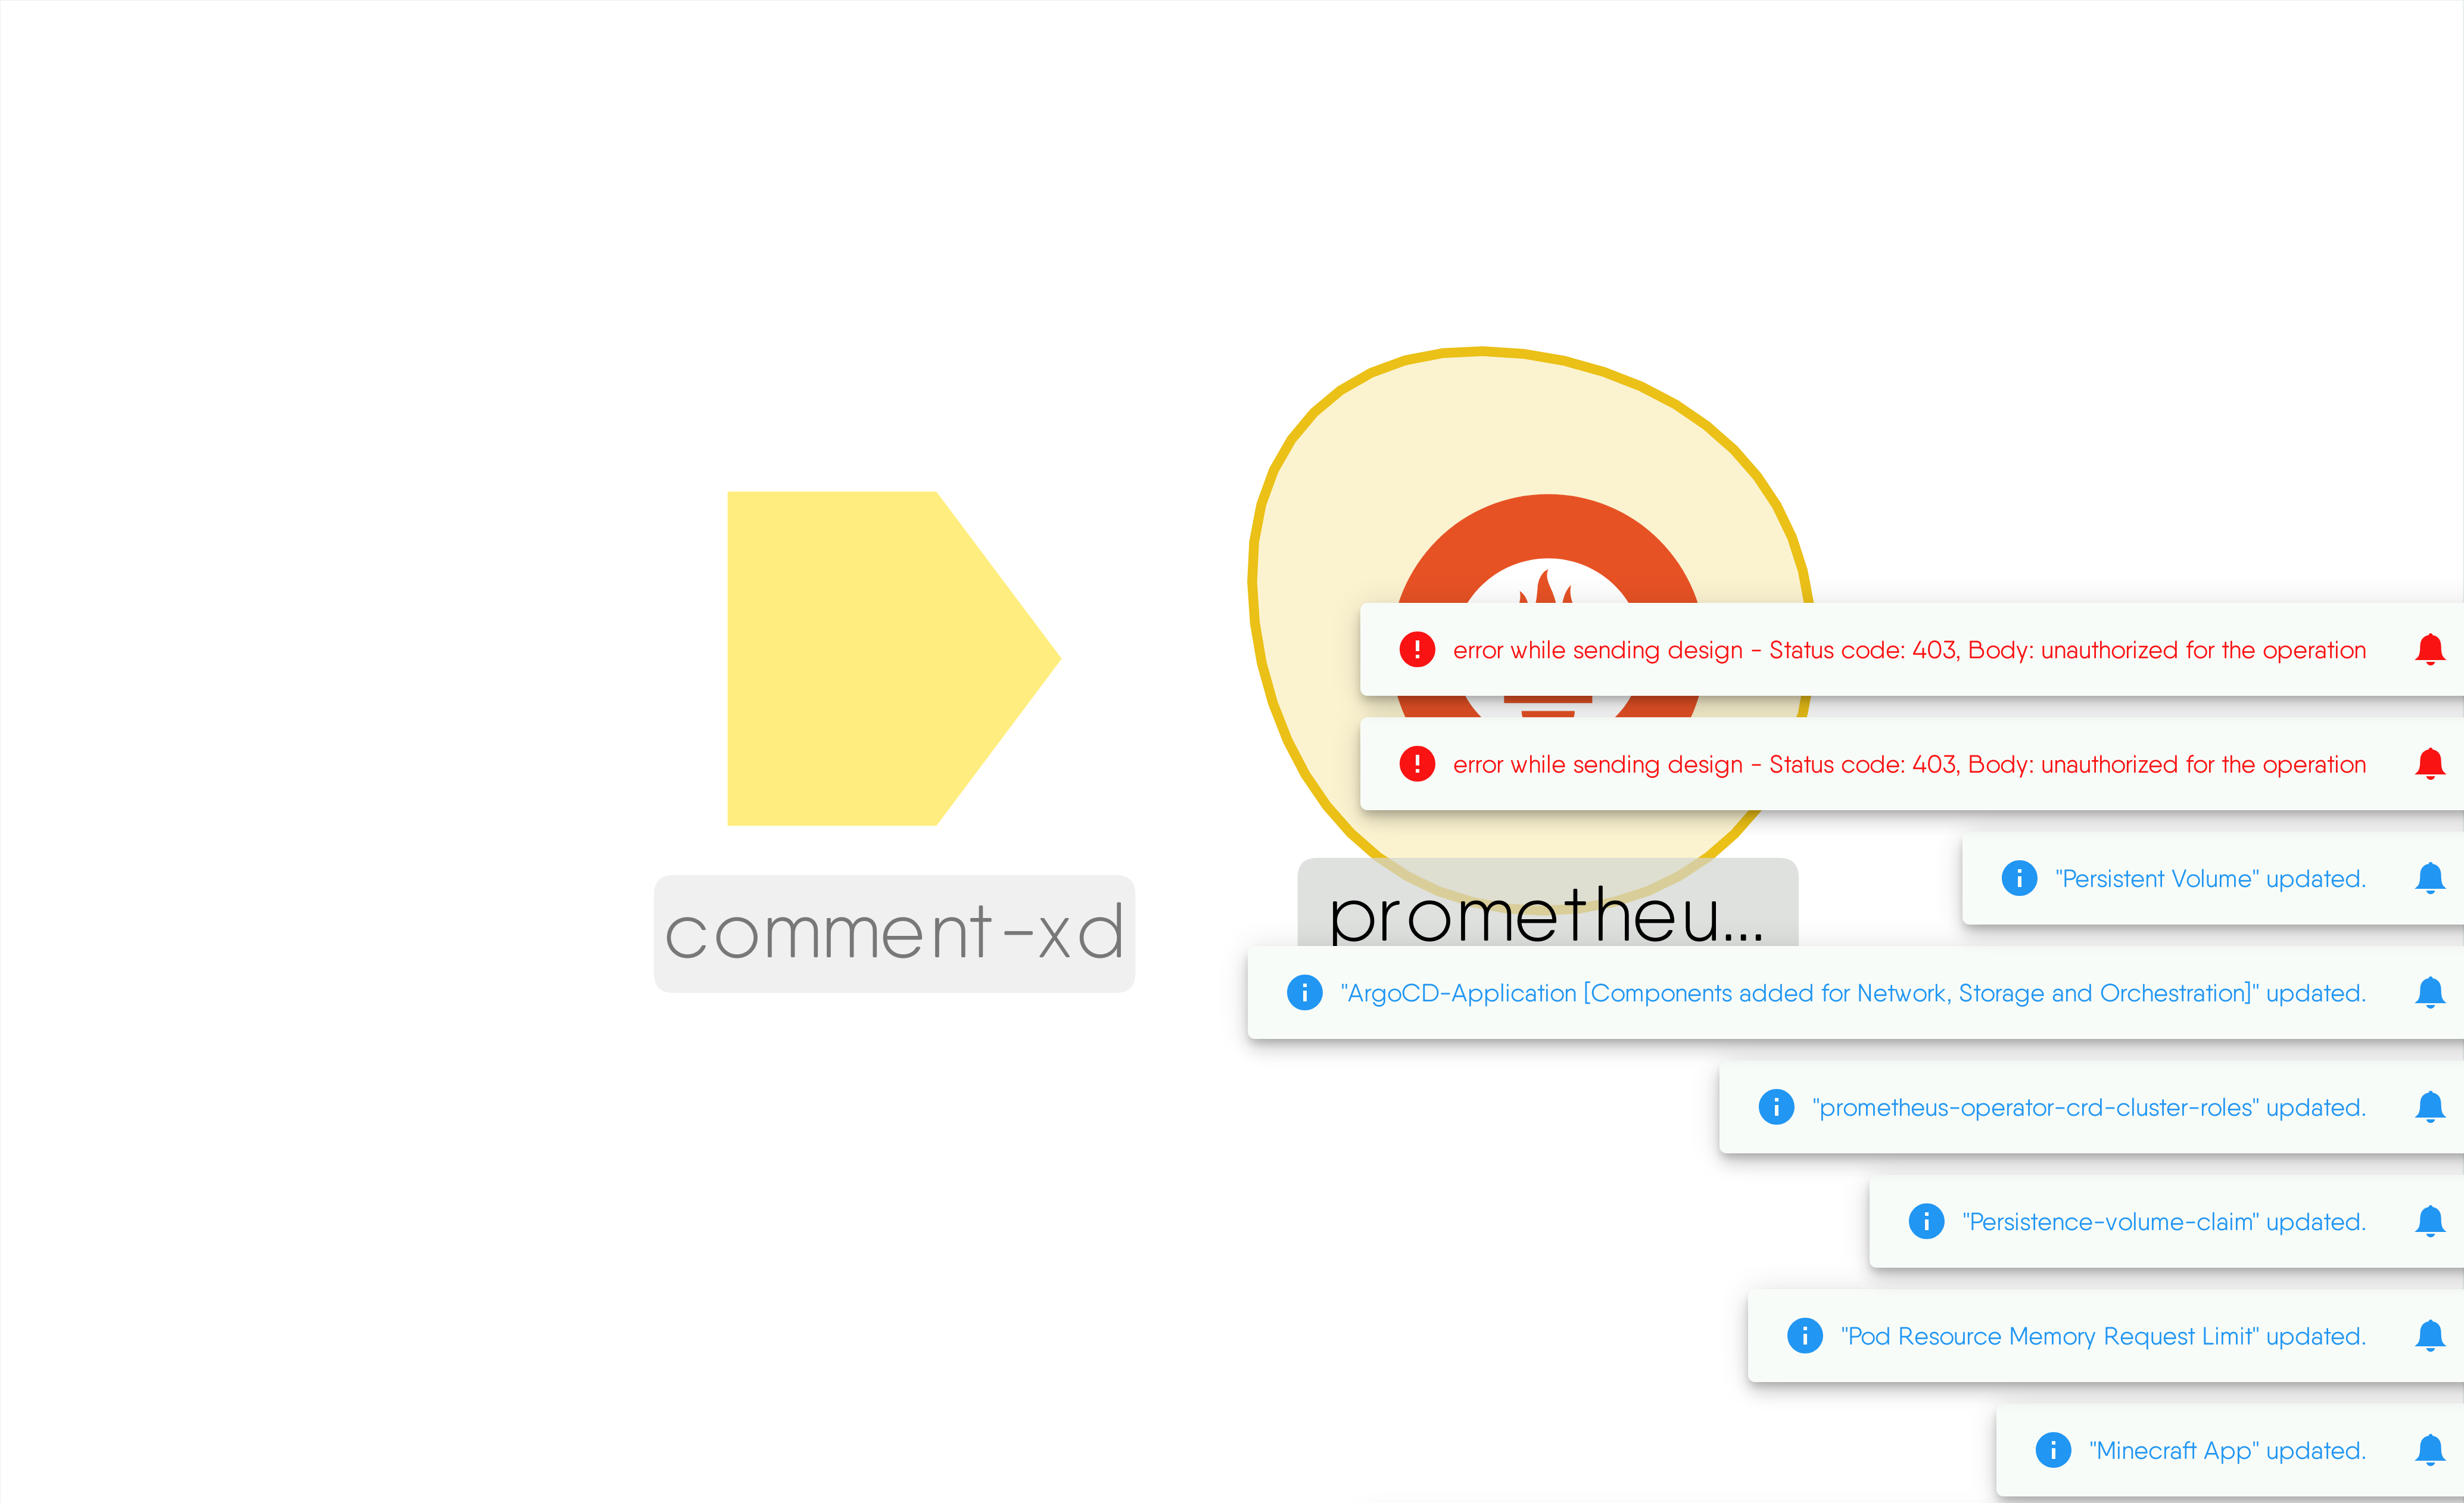 error while sending design - Status code: 403, Body: unauthorized for the operation
error while sending design - Status code: 403, Body: unauthorized for the operation
"Persistent Volume" updated.
comment-xd
prometheu...
"ArgoCD-Application [Components added for Network, Storage and Orchestration]" updated.
"prometheus-operator-crd-cluster-roles" updated.
"Persistence-volume-claim" updated.
"Pod Resource Memory Request Limit" updated.
"Minecraft App" updated.